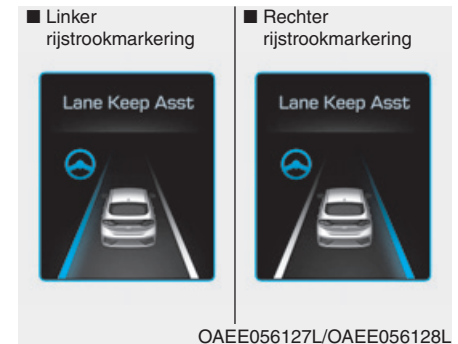 ■ Linker
rijstrookmarkering
■ Rechter
rijstrookmarkering
Lane Keep Asst
Lane Keep Asst
OAEE056127L/OAEE056128L